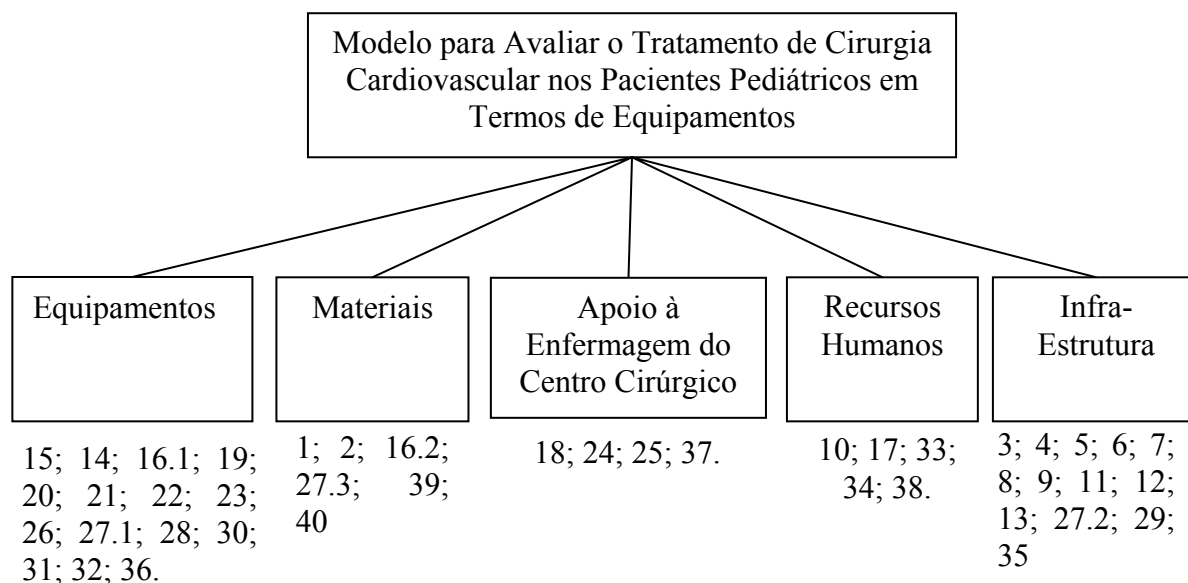 Modelo para Avaliar o Tratamento de Cirurgia
Cardiovascular nos Pacientes Pediátricos em
Termos de Equipamentos
Equipamentos
Materiais
Apoio à
Enfermagem do
Centro Cirúrgico
Recursos
Humanos
Infra-
Estrutura
15; 14; 16.1; 19;
20; 21; 22; 23;
26; 27.1; 28; 30;
31; 32; 36.
1; 2; 16.2;
27.3; 39;
40
18; 24; 25; 37.
10; 17; 33;
34; 38.
3; 4; 5; 6; 7;
8; 9; 11; 12;
13; 27.2; 29;
35